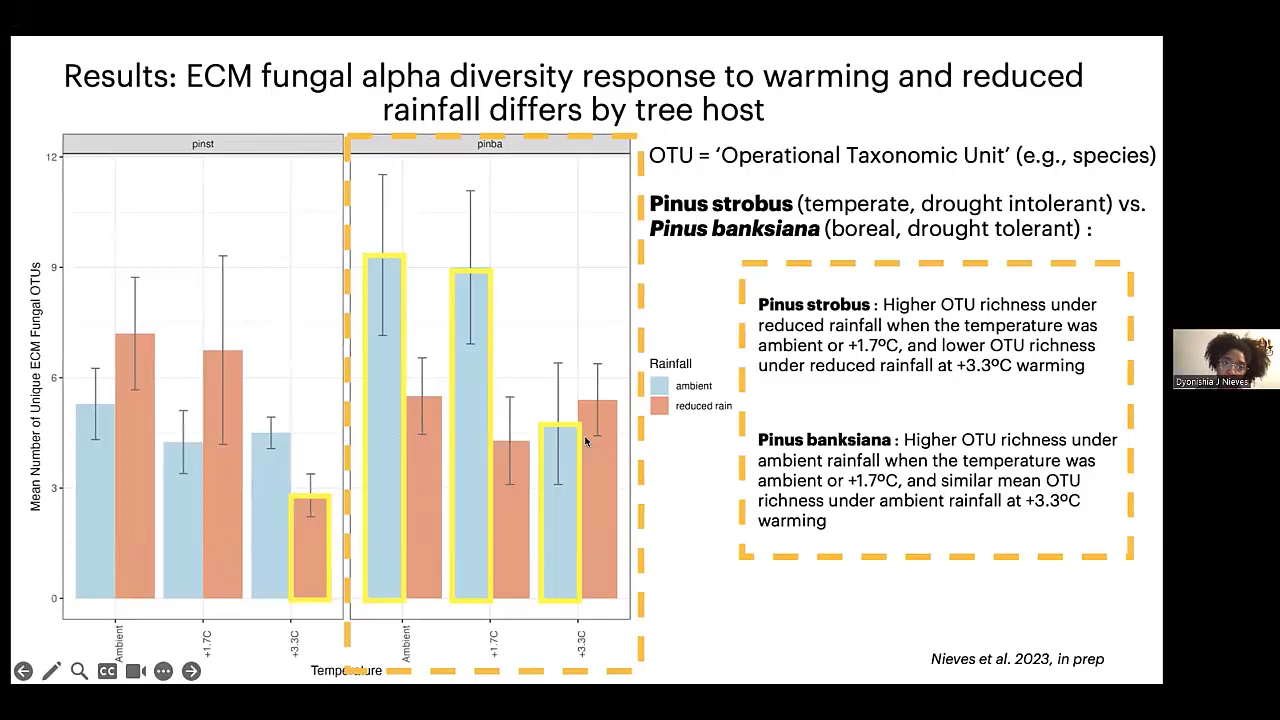 Results: ECM fungal alpha diversity response to warming and reduced
rainfall differs by tree host
pinst
pinba
12
9
6
3
0
Mean Number of Unique ECM Fungal OTUs
Ambient
+1.7C
+3.3C
Ambient
+1.7C
+3.3C
Temperature
Rainfall
ambient
reduced rain
OTU = ‘Operational Taxonomic Unit’ (e.g., species)
Pinus strobus (temperate, drought intolerant) vs.
Pinus banksiana (boreal, drought tolerant) :
Pinus strobus : Higher OTU richness under
reduced rainfall when the temperature was
ambient or +1.7ºC, and lower OTU richness
under reduced rainfall at +3.3ºC warming
Pinus banksiana : Higher OTU richness under
ambient rainfall when the temperature was
ambient or +1.7ºC, and similar mean OTU
richness under ambient rainfall at +3.3ºC
warming
Nieves et al. 2023, in prep
CC
Dyonishia J Nieves